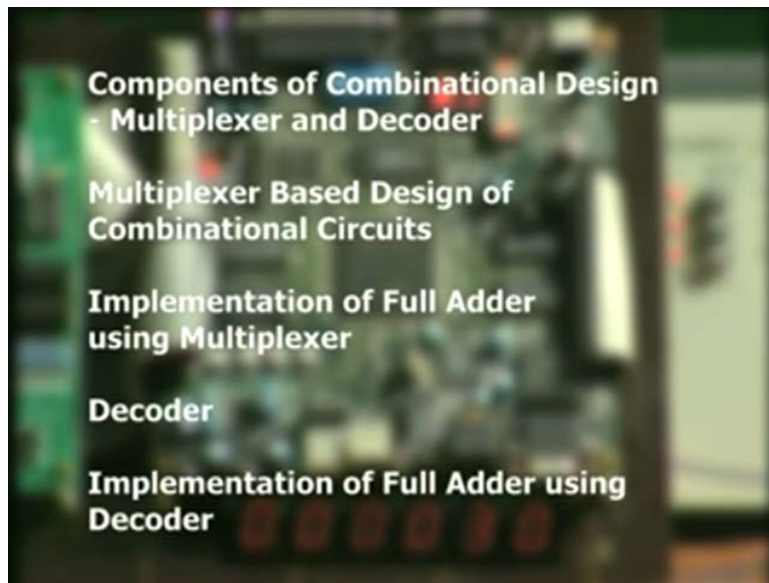 Components of Combinational Design
- Multiplexer and Decoder
Multiplexer Based Design of
Combinational Circuits
Implementation of Full Adder
using Multiplexer
Decoder
Implementation of Full Adder using
Decoder